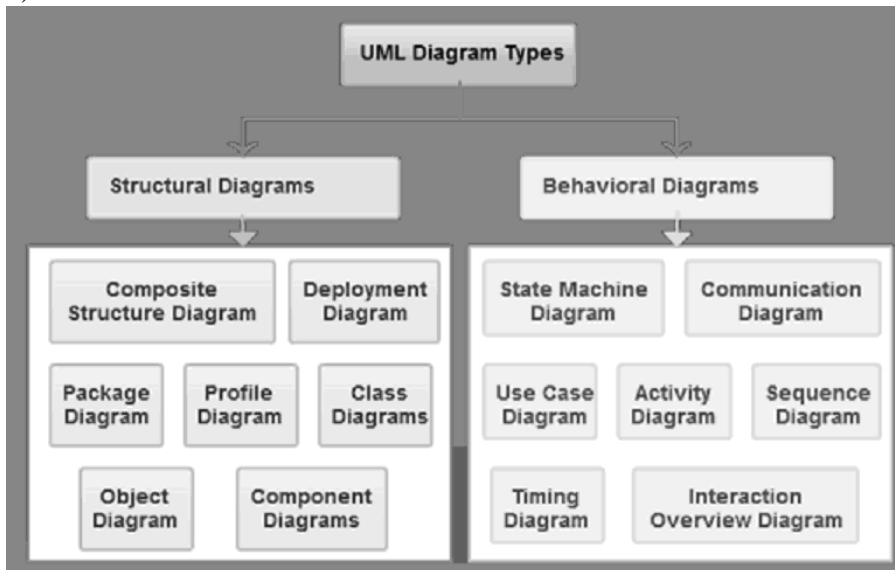 UML Diagram Types
Structural Diagrams
Behavioral Diagrams
Composite
Structure Diagram
Deployment
Diagram
State Machine
Diagram
Communication
Diagram
Package
Diagram
Profile
Diagram
Class
Diagrams
Use Case
Diagram
Activity
Diagram
Sequence
Diagram
Object
Diagram
Component
Diagrams
Timing
Diagram
Interaction
Overview Diagram